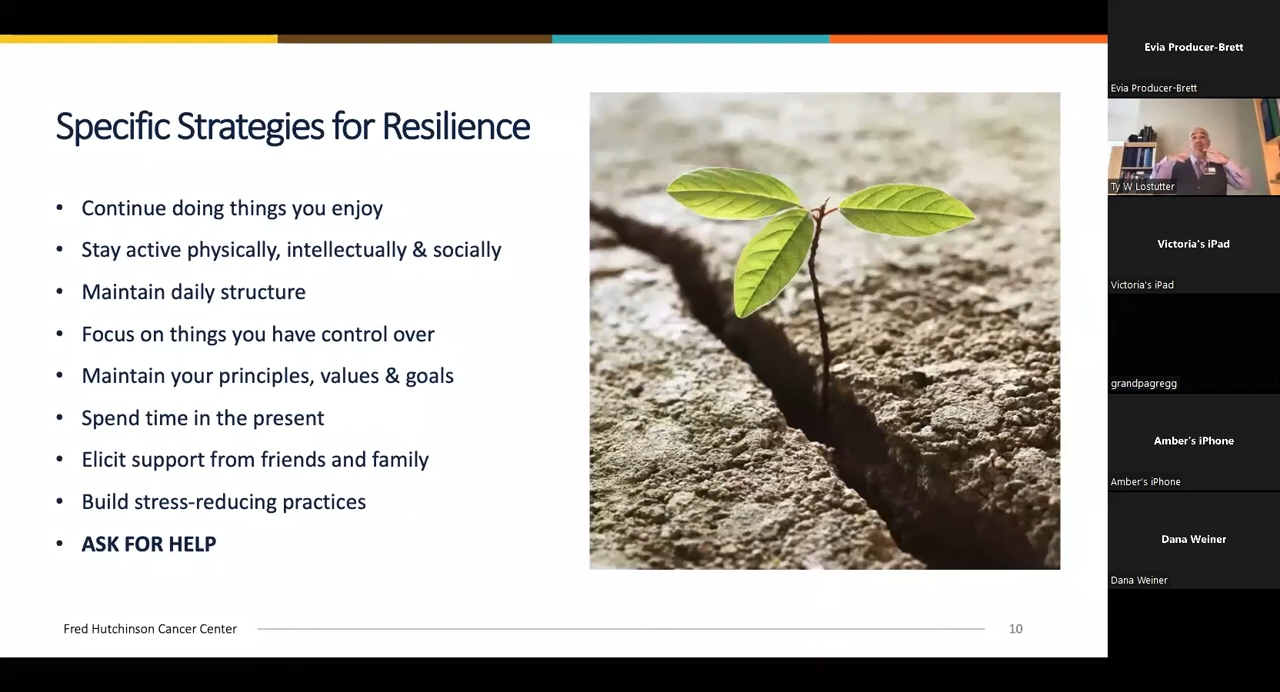 Specific Strategies for Resilience
• Continue doing things you enjoy
• Stay active physically, intellectually & socially
• Maintain daily structure
• Focus on things you have control over
• Maintain your principles, values & goals
• Spend time in the present
• Elicit support from friends and family
• Build stress-reducing practices
• ASK FOR HELP
Fred Hutchinson Cancer Center
10
Evia Producer-Brett
Evia Producer-Brett
Ty W Lostutter
Victoria's iPad
Victoria's iPad
grandpagregg
Amber's iPhone
Amber's iPhone
Dana Weiner
Dana Weiner